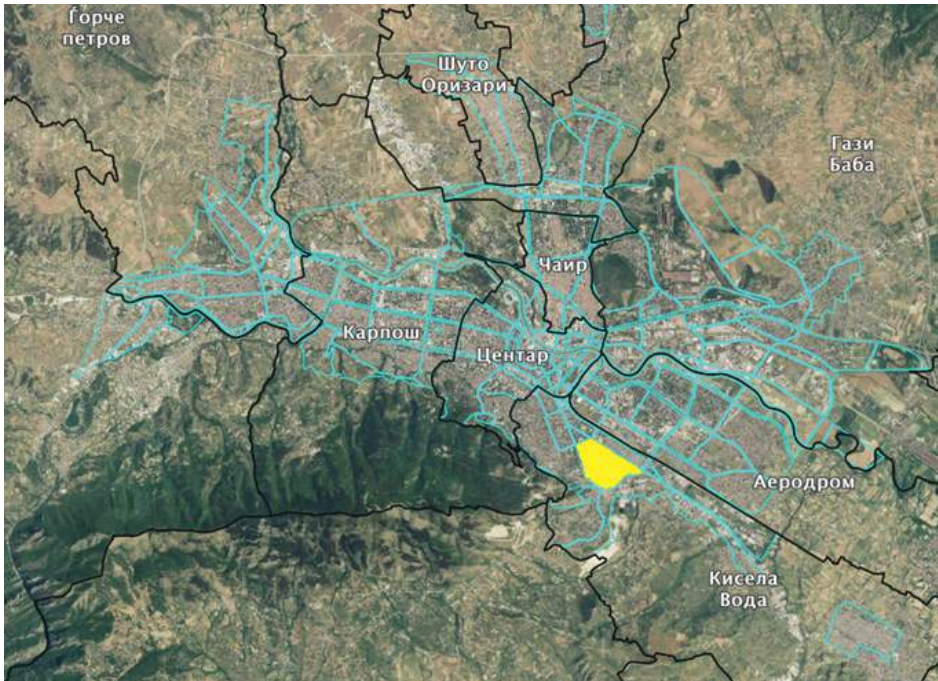 Ѓорче
петров
Шуто
Оризари
Гази
Баба
Чаир
Карпош
Центар
Аеродром
Кисела
Вода